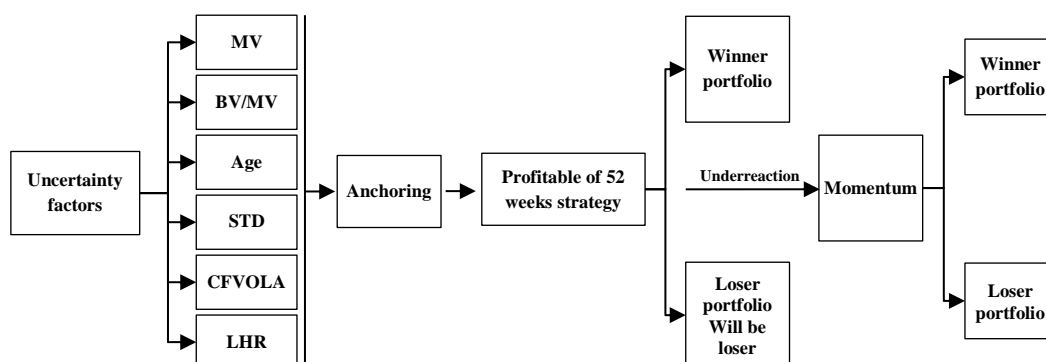 Uncertainty
factors
MV
BV/MV
Age
STD
CFVOLA
LHR
Anchoring
Profitable of 52
weeks strategy
Winner
portfolio
Underreaction
Loser
portfolio
Will be
loser
Momentum
Winner
portfolio
Loser
portfolio